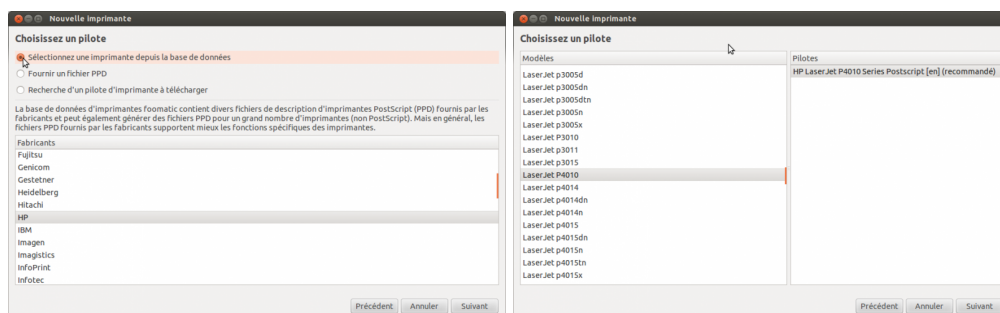 Nouvelle imprimante
Choisissez un pilote
Sélectionnez une imprimante depuis la base de données
Fournir un fichier PPD
Recherche d'un pilote d'imprimante à télécharger
La base de données d'imprimantes foomatic contient divers fichiers de description d'imprimantes PostScript (PPD) fournis par les
fabricants et peut également générer des fichiers PPD pour un grand nombre d'imprimantes (non PostScript). Mais en général, les
fichiers PPD fournis par les fabricants supportent mieux les fonctions spécifiques des imprimantes.
Fabricants
Fujitsu
Genicom
Gestetner
Heidelberg
Hitachi
HP
IBM
Imagen
Imagistics
InfoPrint
Infotec
Précédent Annuler Suivant
Nouvelle imprimante
Choisissez un pilote
Modèles
LaserJet p3005d
LaserJet p3005dn
LaserJet p3005dtn
LaserJet p3005n
LaserJet p3005x
LaserJet P3010
LaserJet p3011
LaserJet p3015
LaserJet P4010
LaserJet p4014
LaserJet p4014dn
LaserJet p4014n
LaserJet p4015
LaserJet p4015dn
LaserJet p4015n
LaserJet p4015tn
LaserJet p4015x
Pilotes
HP LaserJet P4010 Series Postscript [en] (recommandé)
Précédent Annuler Suivant